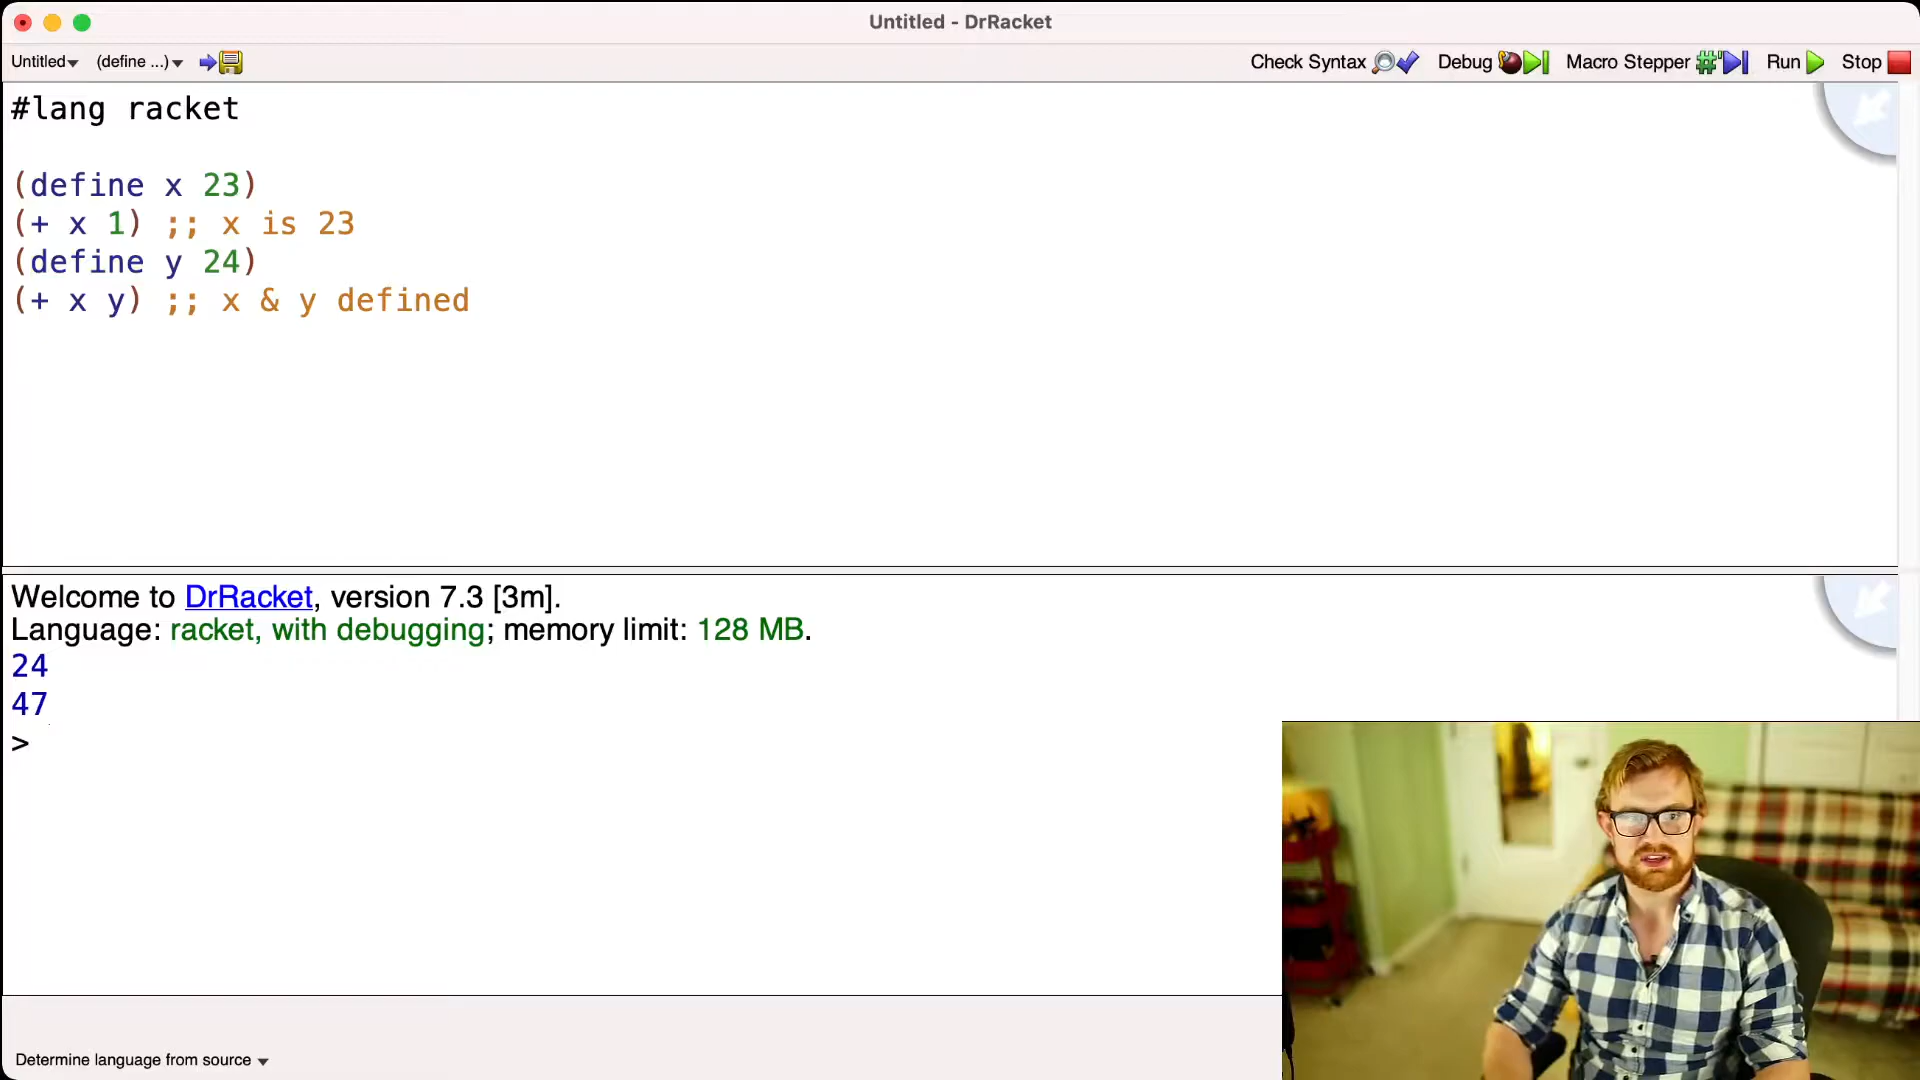 Untitled - DrRacket
Untitled (define ...) Check Syntax Debug Macro Stepper Run Stop
#lang racket
(define x 23)
(+ x 1) ;; x is 23
(define y 24)
(+ x y) ;; x & y defined
Welcome to DrRacket, version 7.3 [3m].
Language: racket, with debugging; memory limit: 128 MB.
24
47
>
Determine language from source